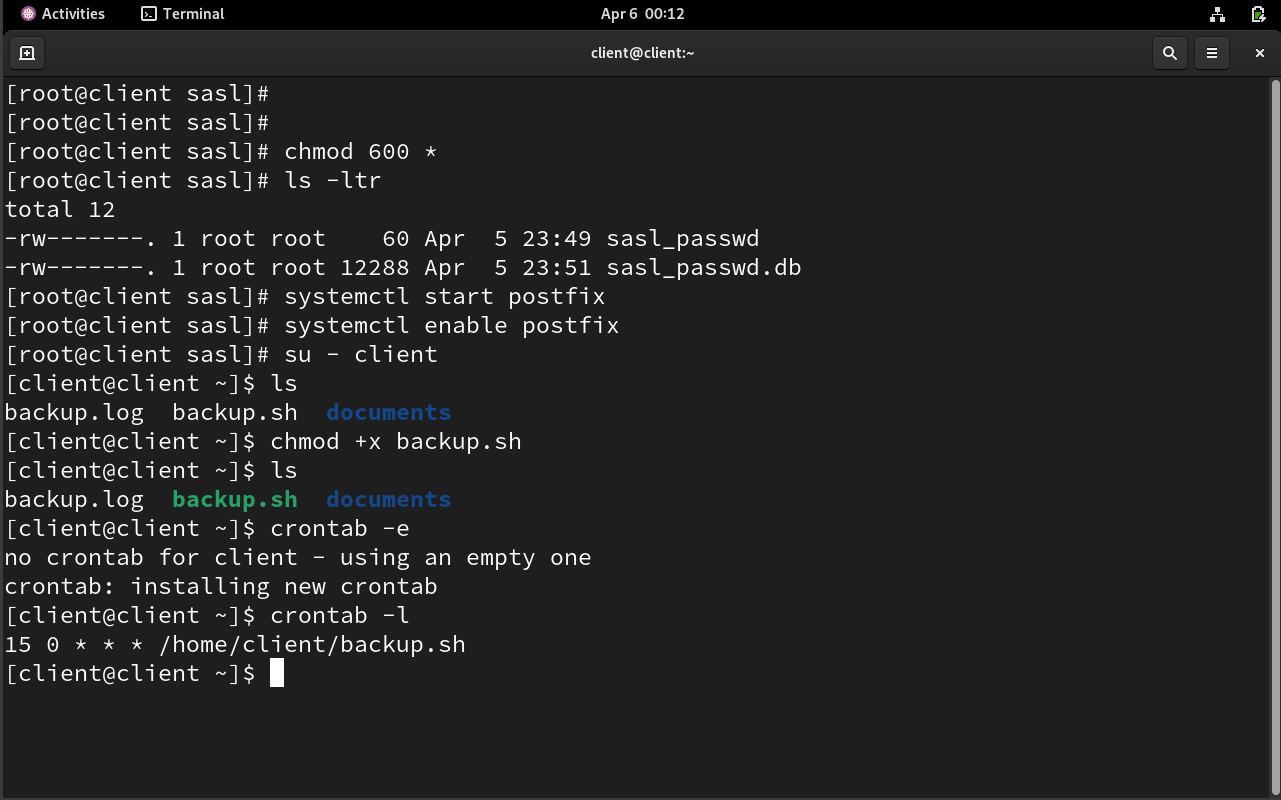 Activities Terminal Apr 6 00:12
client@client:~
[root@client sasl]#
[root@client sasl]#
[root@client sasl]# chmod 600 *
[root@client sasl]# ls -ltr
total 12
-rw-------. 1 root root    60 Apr  5 23:49 sasl_passwd
-rw-------. 1 root root 12288 Apr  5 23:51 sasl_passwd.db
[root@client sasl]# systemctl start postfix
[root@client sasl]# systemctl enable postfix
[root@client sasl]# su - client
[client@client ~]$ ls
backup.log  backup.sh  documents
[client@client ~]$ chmod +x backup.sh
[client@client ~]$ ls
backup.log  backup.sh  documents
[client@client ~]$ crontab -e
no crontab for client - using an empty one
crontab: installing new crontab
[client@client ~]$ crontab -l
15 0 * * * /home/client/backup.sh
[client@client ~]$